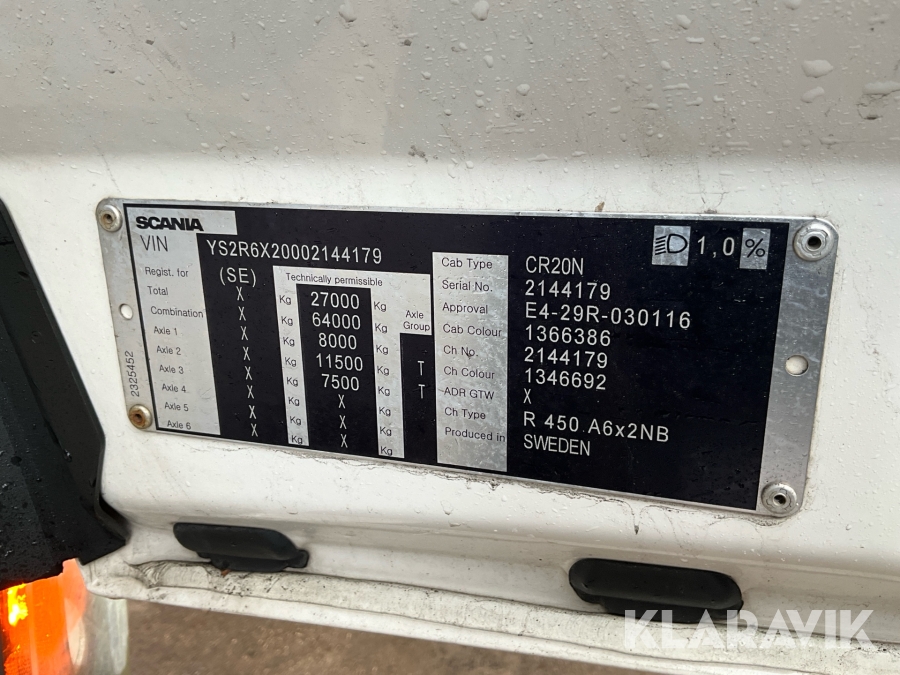 SCANIA
VIN YS2R6X20002144179
Regist. for (SE) Technically permissible
Total X Kg 27000 Kg
Combination X Kg 64000 Kg Axle Group
Axle 1 X Kg 8000 Kg
Axle 2 X Kg 11500 Kg T
Axle 3 X Kg 7500 Kg T
Axle 4 X Kg X Kg
Axle 5 X Kg X Kg
Axle 6 X Kg X Kg
2325452
1,0 %
Cab Type CR20N
Serial No. 2144179
Approval E4-29R-030116
Cab Colour 1366386
Ch No. 2144179
Ch Colour 1346692
ADR GTW X
Ch Type R 450 A6x2NB
Produced in SWEDEN
KLARAVIK
KLARAVIK